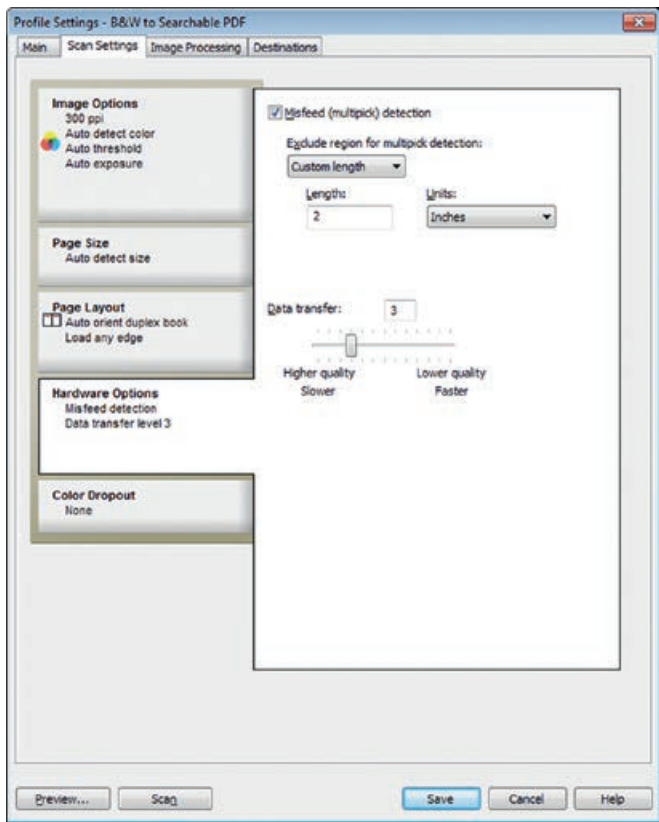 Profile Settings - B&W to Searchable PDF
Main Scan Settings Image Processing Destinations
Image Options
300 ppi
Auto detect color
Auto threshold
Auto exposure
Page Size
Auto detect size
Page Layout
Auto orient duplex book
Load any edge
Hardware Options
Misfeed detection
Data transfer level 3
Color Dropout
None
Misfeed (multipick) detection
Exclude region for multipick detection:
Custom length
Length: Units:
2 Inches
Data transfer: 3
Higher quality Lower quality
Slower Faster
Preview... Scan Save Cancel Help